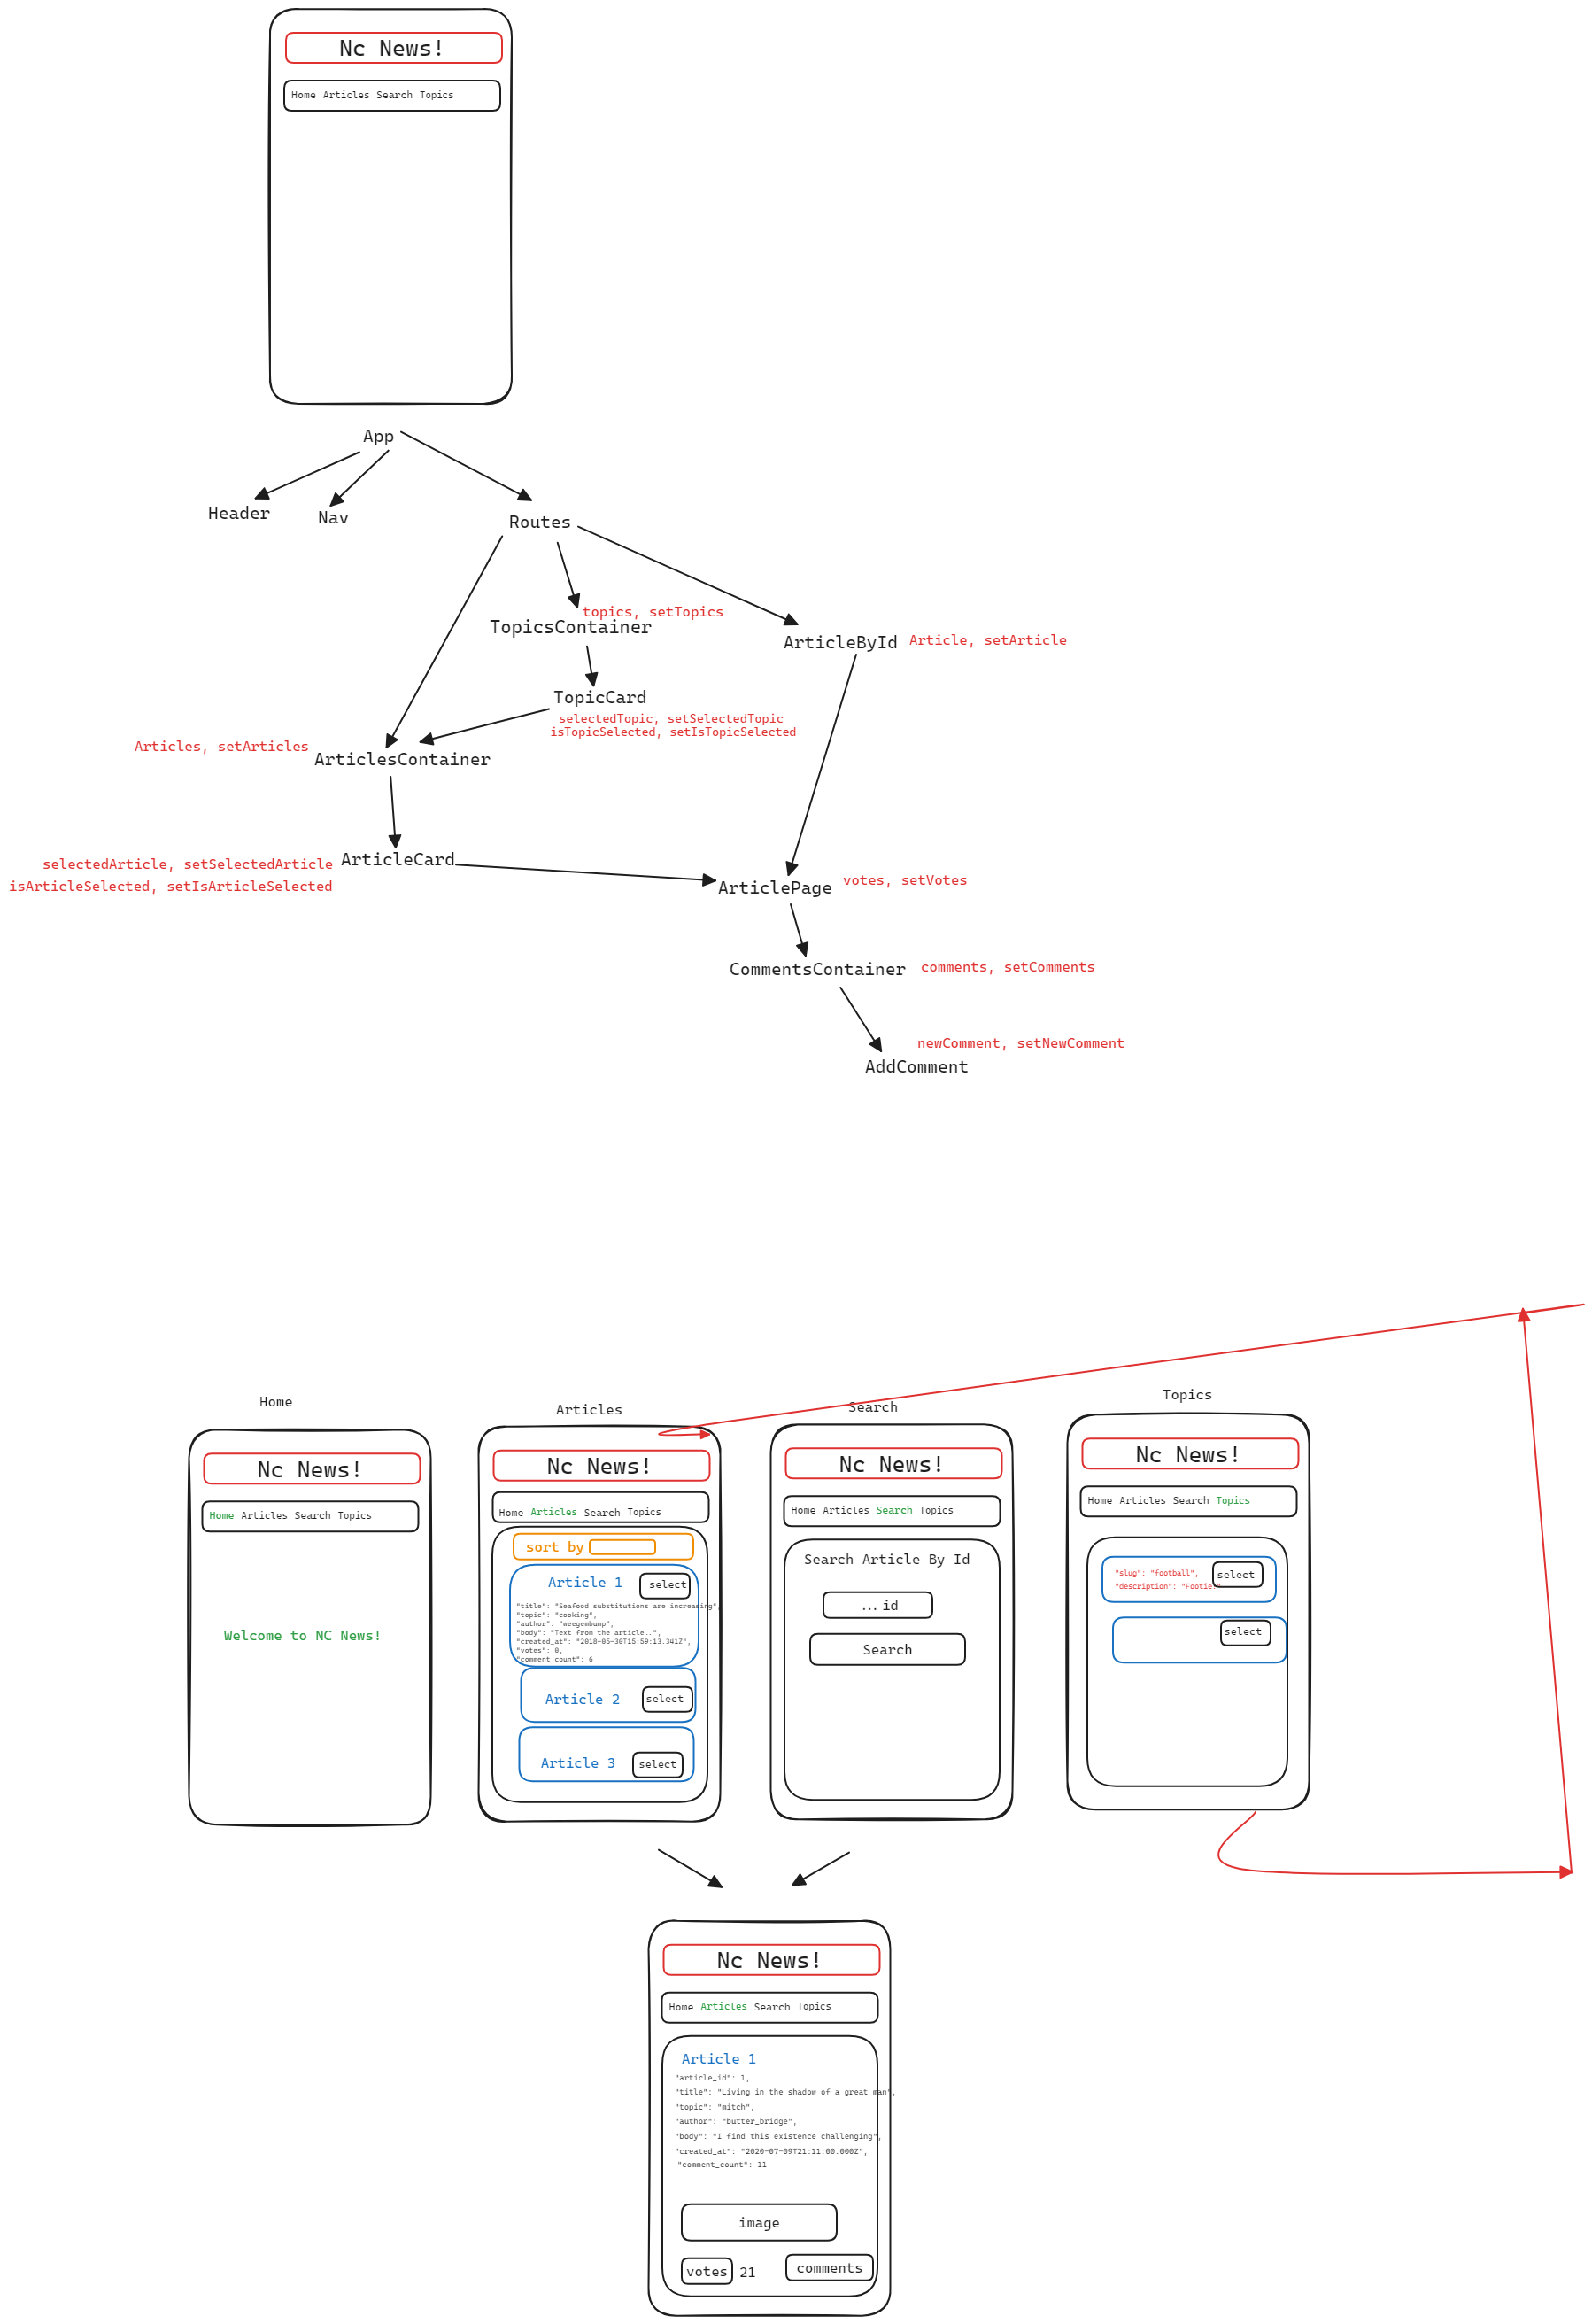 Nc News!
Home Articles Search Topics
App
Header
Nav
Routes
topics, setTopics
TopicsContainer
ArticleById
Article, setArticle
TopicCard
selectedTopic, setSelectedTopic
isTopicSelected, setIsTopicSelected
Articles, setArticles
ArticlesContainer
selectedArticle, setSelectedArticle
isArticleSelected, setIsArticleSelected
ArticleCard
ArticlePage
votes, setVotes
CommentsContainer
comments, setComments
newComment, setNewComment
AddComment
Home
Nc News!
Home Articles Search Topics
Welcome to NC News!
Articles
Nc News!
Home Articles Search Topics
sort by
Article 1
select
"title": "Seafood substitutions are increasing",
"topic": "cooking",
"author": "weegembump",
"body": "Text from the article..",
"created_at": "2018-05-30T15:59:13.341Z",
"votes": 0,
"comment_count": 6
Article 2
select
Article 3
select
Search
Nc News!
Home Articles Search Topics
Search Article By Id
...id
Search
Topics
Nc News!
Home Articles Search Topics
"slug": "football",
"description": "Footie!"
select
select
Nc News!
Home Articles Search Topics
Article 1
"article_id": 1,
"title": "Living in the shadow of a great man",
"topic": "mitch",
"author": "butter_bridge",
"body": "I find this existence challenging",
"created_at": "2020-07-09T21:11:00.000Z",
"comment_count": 11
image
votes 21
comments